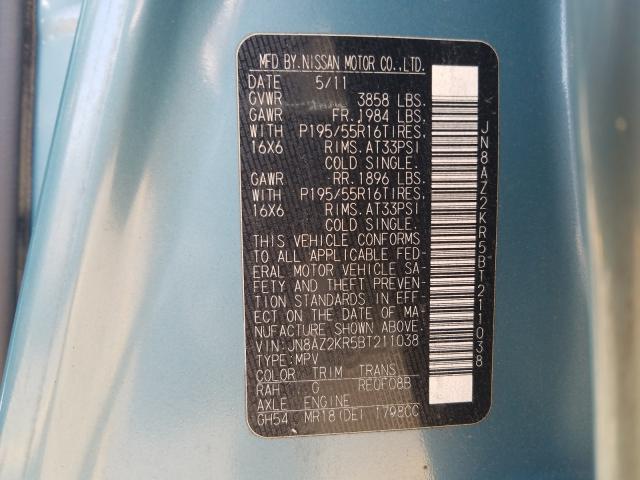 MFD BY.NISSAN MOTOR CO.,LTD.
DATE 5/11
GVWR 3858 LBS.
GAWR FR.1984 LBS.
WITH P195/55R16TIRES,
16X6 RIMS.AT33PSI
COLD SINGLE.
GAWR RR.1896 LBS.
WITH P195/55R16TIRES,
16X6 RIMS.AT33PSI
COLD SINGLE.
THIS VEHICLE CONFORMS
TO ALL APPLICABLE FED-
ERAL MOTOR VEHICLE SA-
FETY AND THEFT PREVEN-
TION STANDARDS IN EFF-
ECT ON THE DATE OF MA-
NUFACTURE SHOWN ABOVE.
VIN:JN8AZ2KR5BT211038
TYPE:MPV
COLOR TRIM TRANS
RAH G RE0F08B
AXLE ENGINE
GH54 MR18(DE) 1798CC
JN8AZ2KR5BT211038